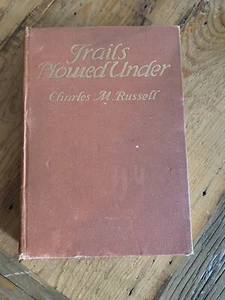 Trails
Plowed Under
Charles M. Russell